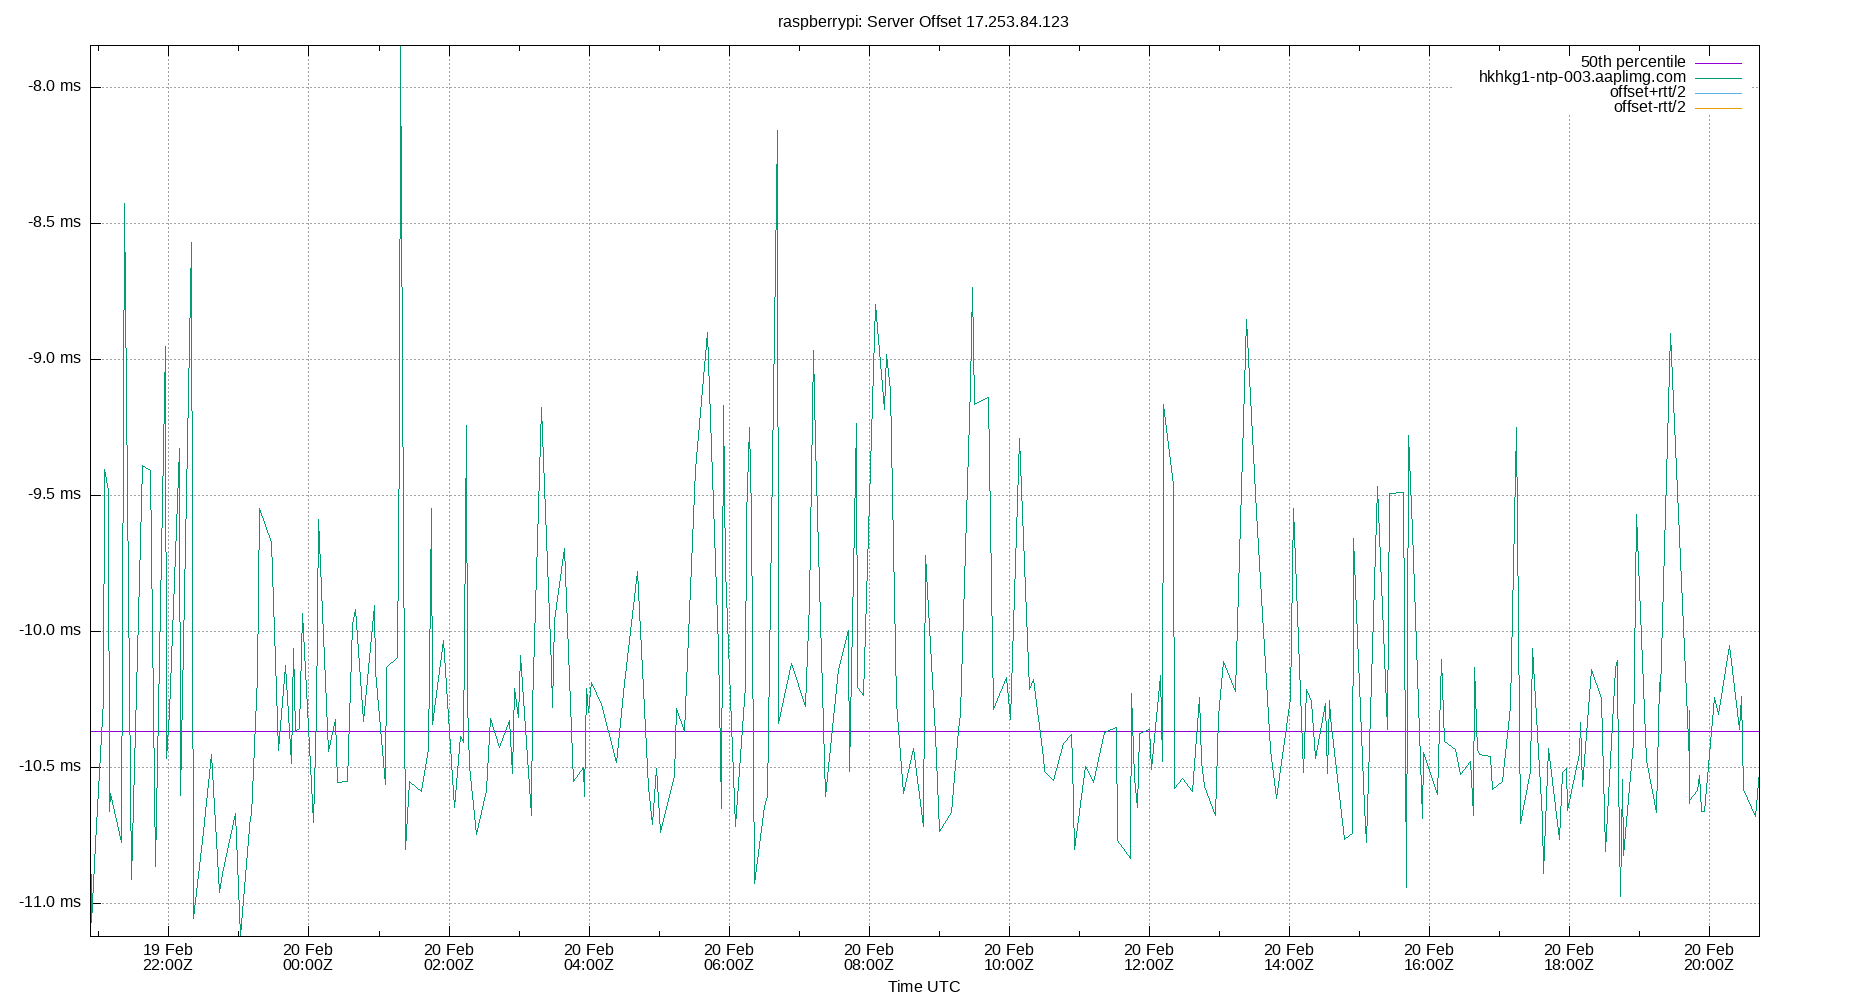 raspberrypi: Server Offset 17.253.84.123
50th percentile
hkhkg1-ntp-003.aaplimg.com
offset+rtt/2
offset-rtt/2
-8.0 ms
-8.5 ms
-9.0 ms
-9.5 ms
-10.0 ms
-10.5 ms
-11.0 ms
19 Feb 20 Feb 20 Feb 20 Feb 20 Feb 20 Feb 20 Feb 20 Feb 20 Feb 20 Feb 20 Feb 20 Feb
22:00Z 00:00Z 02:00Z 04:00Z 06:00Z 08:00Z 10:00Z 12:00Z 14:00Z 16:00Z 18:00Z 20:00Z
Time UTC